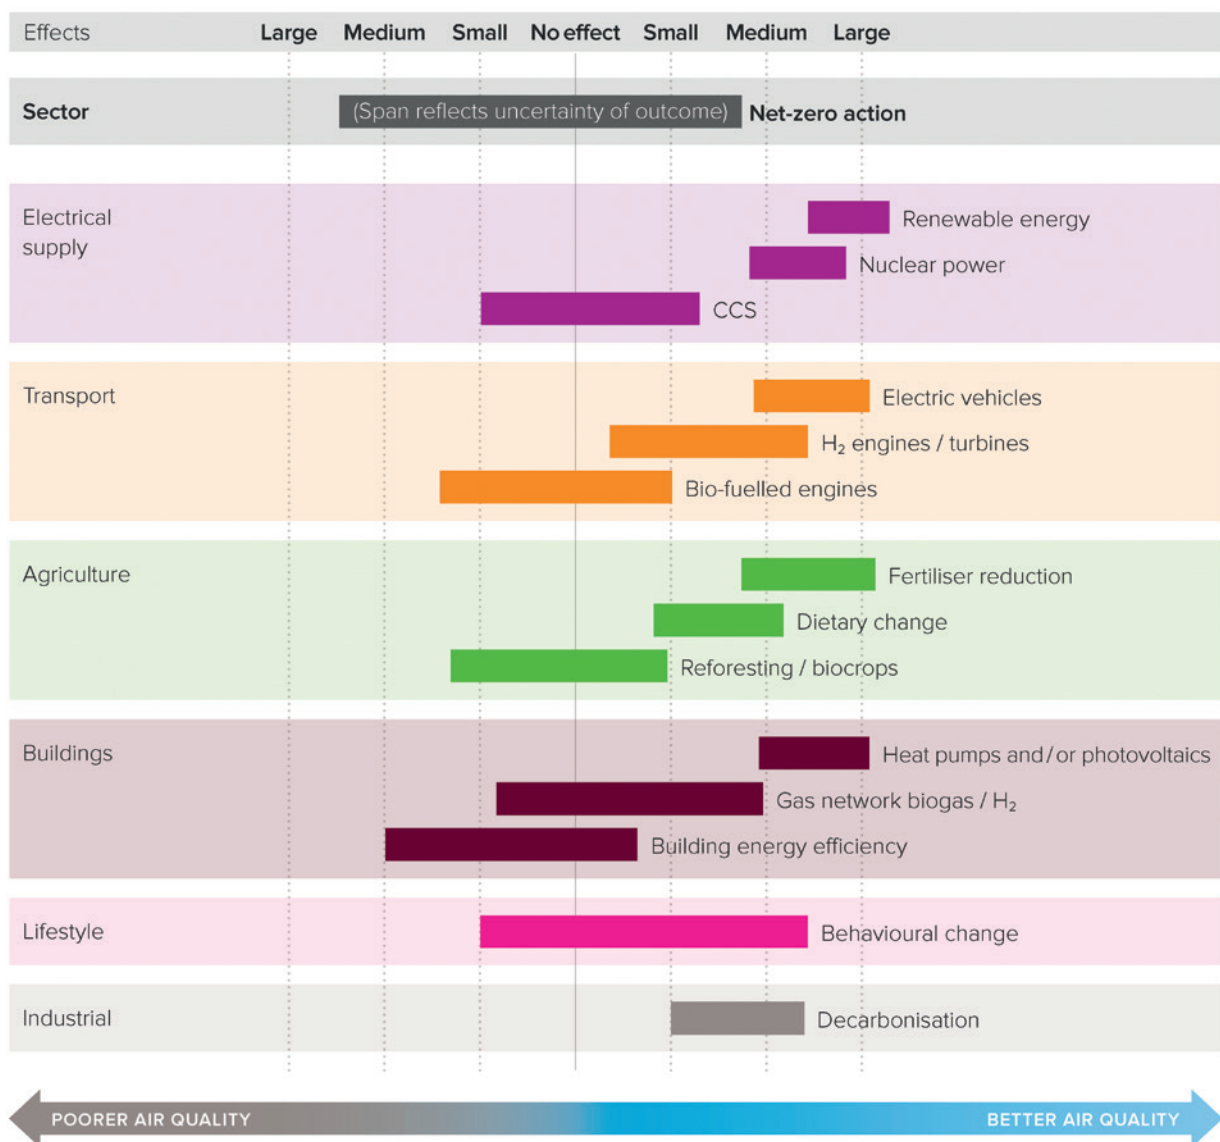 Effects Large Medium Small No effect Small Medium Large
Sector (Span reflects uncertainty of outcome) Net-zero action
Electrical
supply
Renewable energy
Nuclear power
CCS
Transport
Electric vehicles
H₂ engines / turbines
Bio-fuelled engines
Agriculture
Fertiliser reduction
Dietary change
Reforesting / biocrops
Buildings
Heat pumps and/or photovoltaics
Gas network biogas / H₂
Building energy efficiency
Lifestyle
Behavioural change
Industrial
Decarbonisation
POORER AIR QUALITY BETTER AIR QUALITY